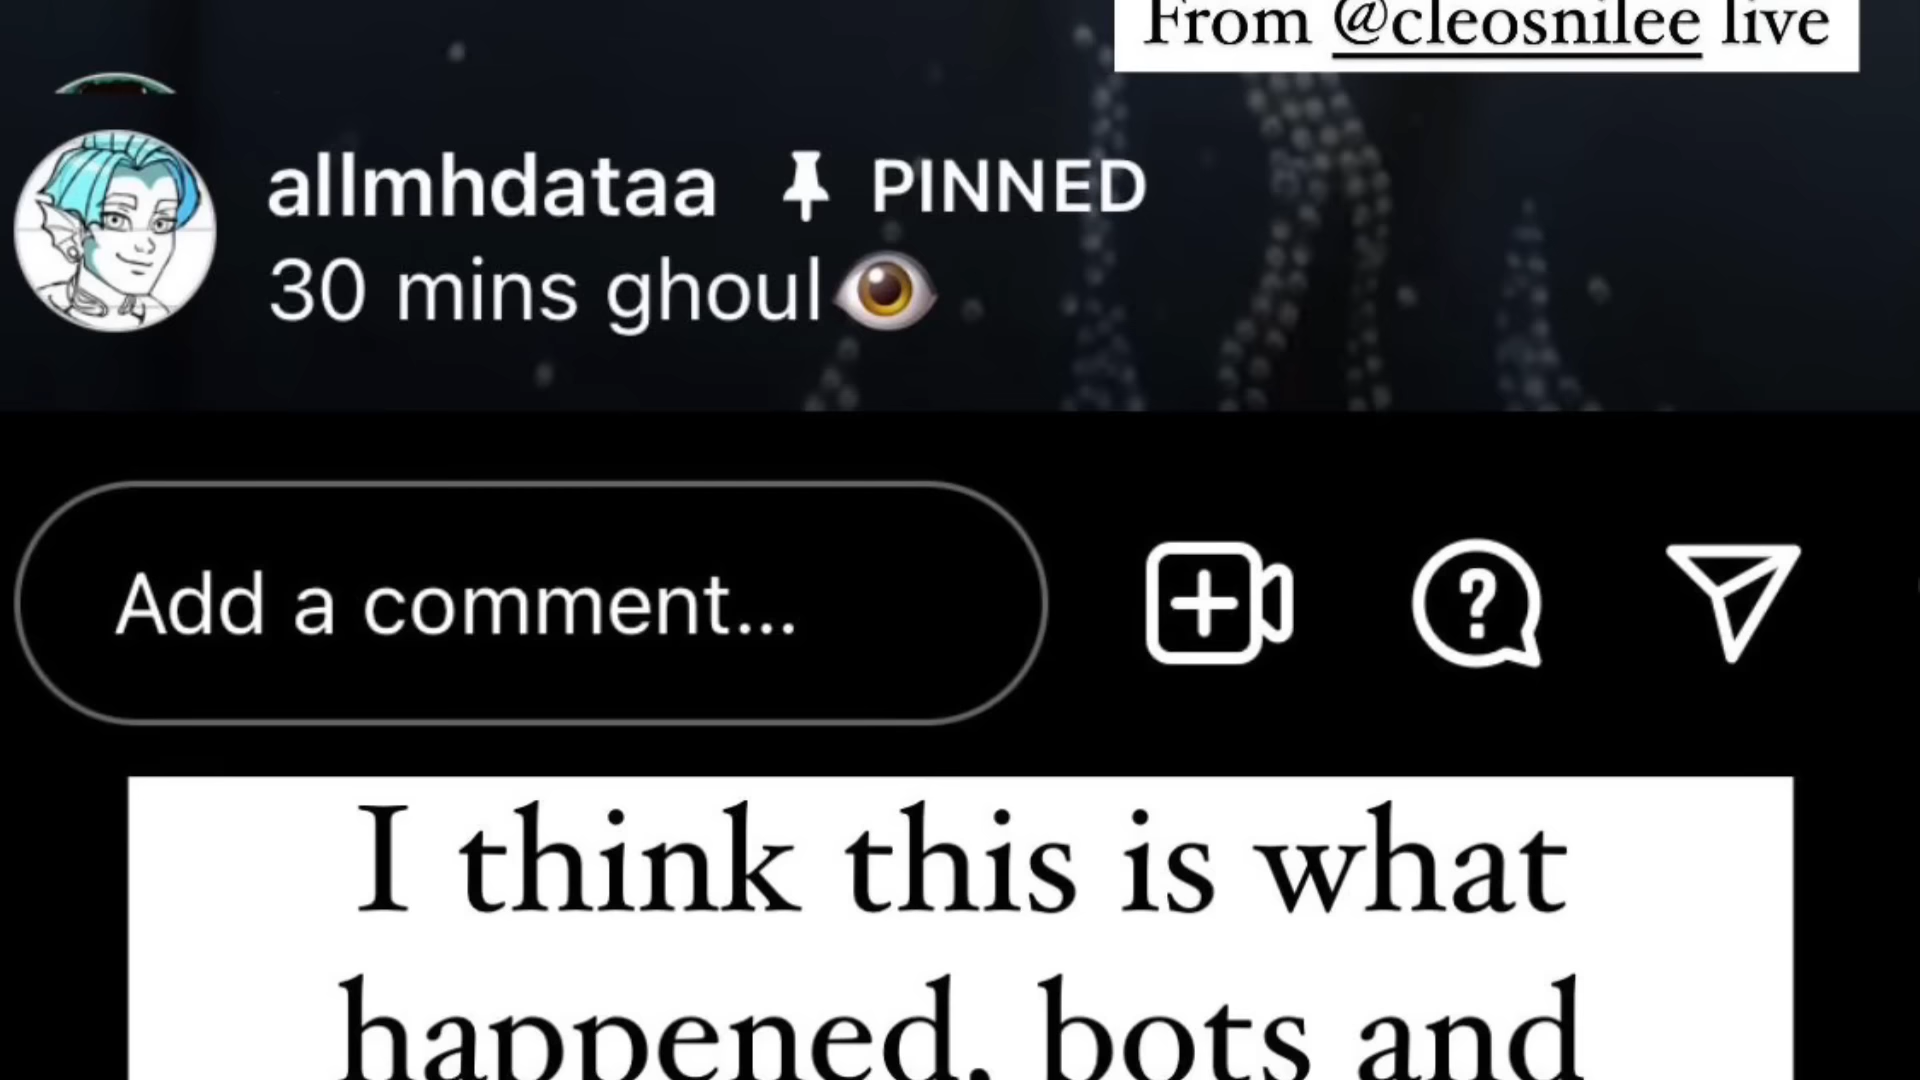 From @cleosnilee live
allmhdataa PINNED
30 mins ghoul👁️
Add a comment...
I think this is what
happened, bots and